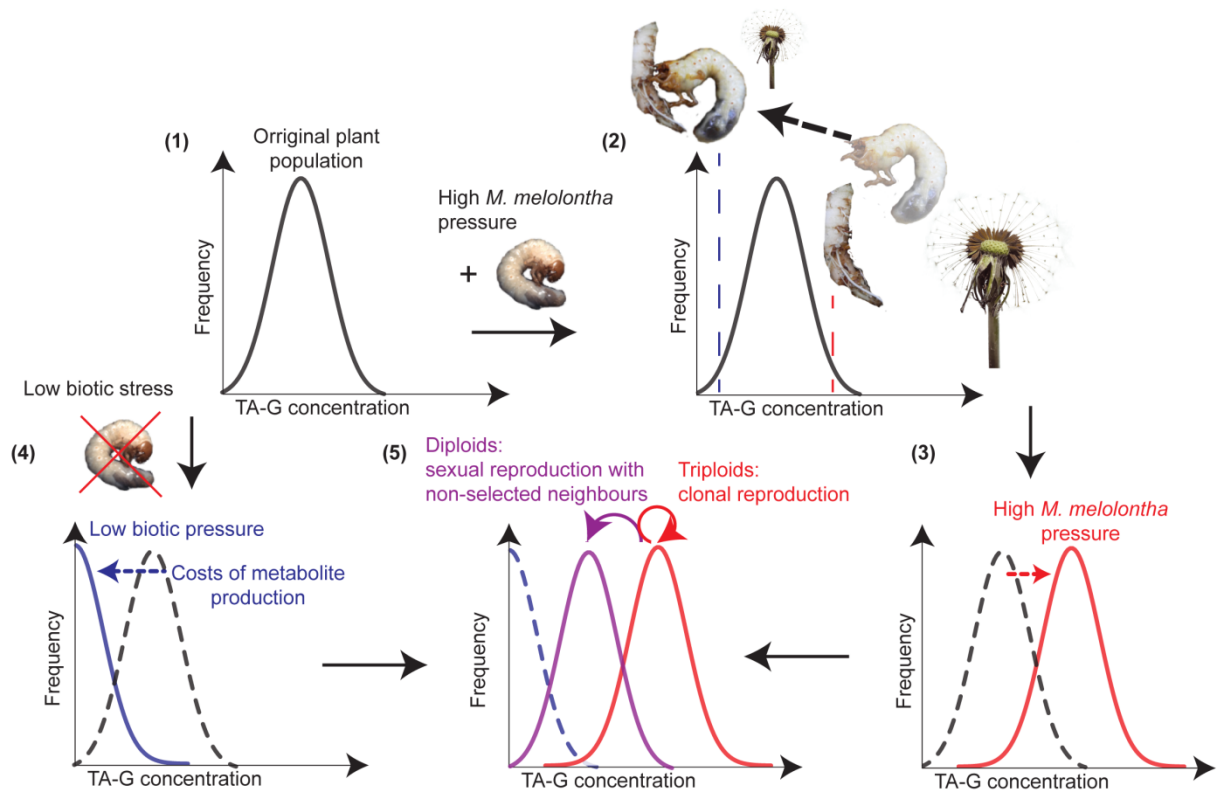 (1)
Orriginal plant
population
Frequency
TA-G concentration
High M. melolontha
pressure
+
(2)
Frequency
TA-G concentration
Low biotic stress
(4)
Low biotic pressure
Costs of metabolite
production
Frequency
TA-G concentration
(5)
Diploids:
sexual reproduction with
non-selected neighbours
Triploids:
clonal reproduction
Frequency
TA-G concentration
(3)
High M. melolontha
pressure
Frequency
TA-G concentration